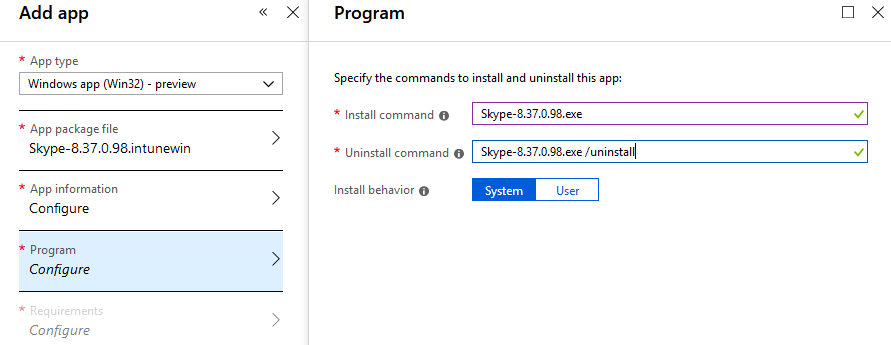 Add app
«
* App type
Windows app (Win32) - preview
* App package file
Skype-8.37.0.98.intunewin
* App information
Configure
* Program
Configure
* Requirements
Configure
Program
Specify the commands to install and uninstall this app:
* Install command
Skype-8.37.0.98.exe
* Uninstall command
Skype-8.37.0.98.exe /uninstall
Install behavior
System User